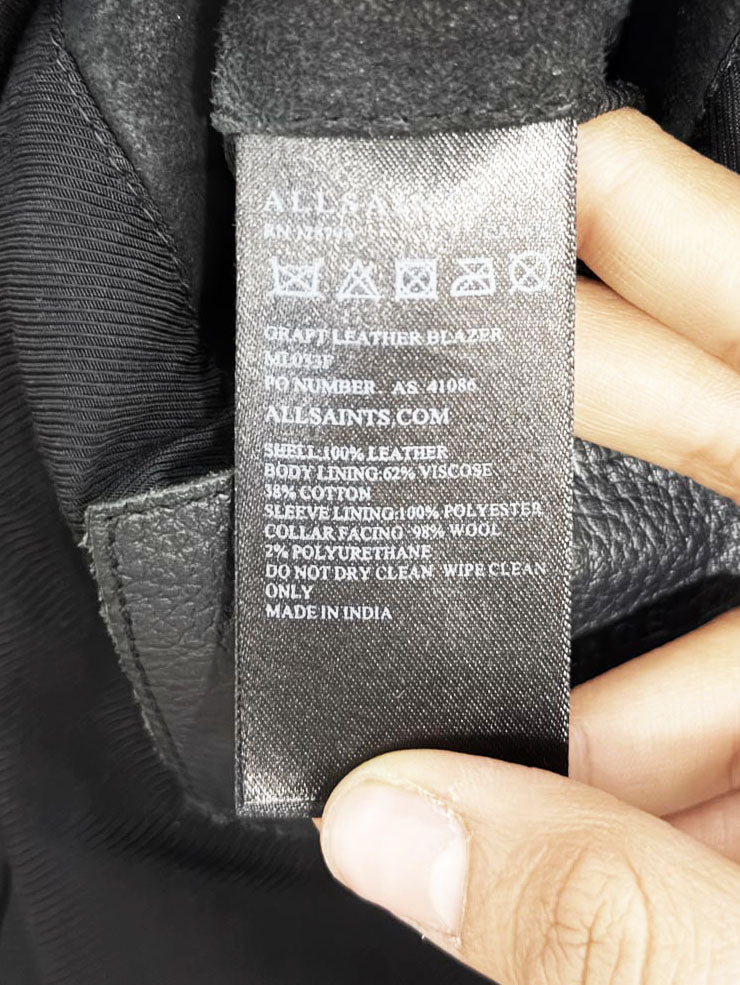 ALLSAINTS
GRAFT LEATHER BLAZER
ML033F
PO NUMBER. AS 41086
ALLSAINTS.COM
SHELL:100% LEATHER
BODY LINING:62% VISCOSE
38% COTTON
SLEEVE LINING:100% POLYESTER
COLLAR FACING 98% WOOL
2% POLYURETHANE
DO NOT DRY CLEAN WIPE CLEAN
ONLY
MADE IN INDIA